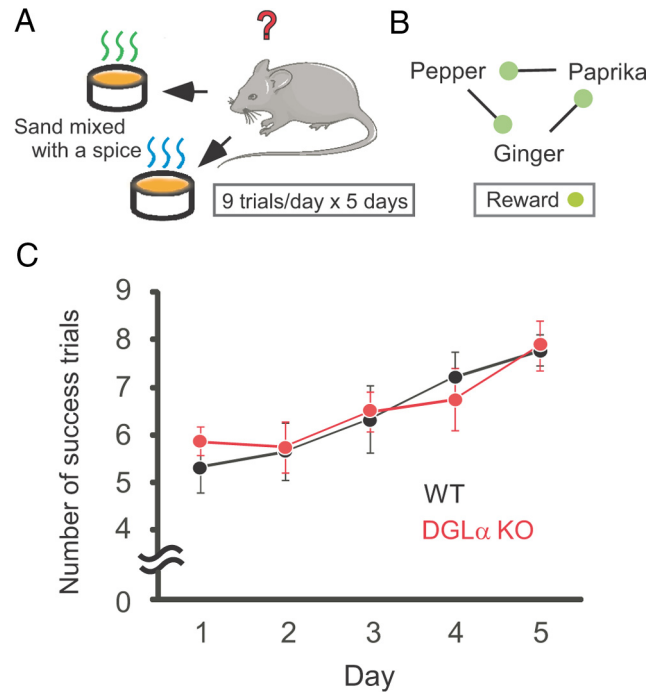 A
?
Sand mixed
with a spice
9 trials/day x 5 days
B
Pepper
Paprika
Ginger
Reward
C
Number of success trials
9
8
7
6
5
4
0
WT
DGLα KO
1 2 3 4 5
Day